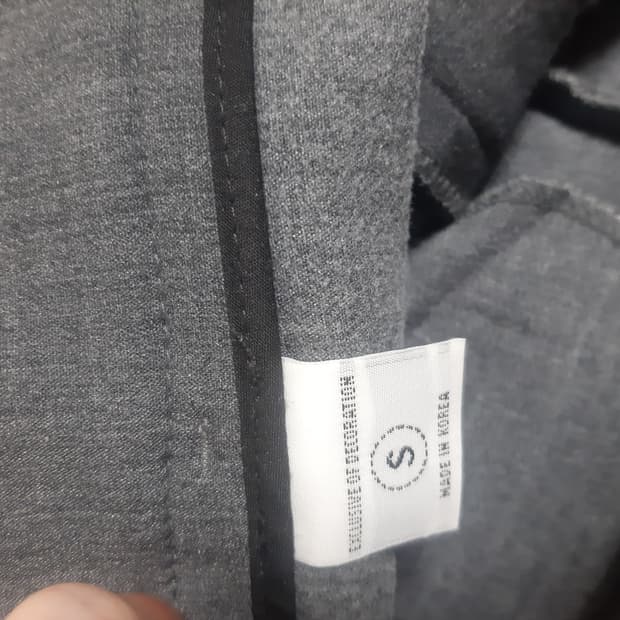 EXCLUSIVE OF DECORATION
S
MADE IN KOREA